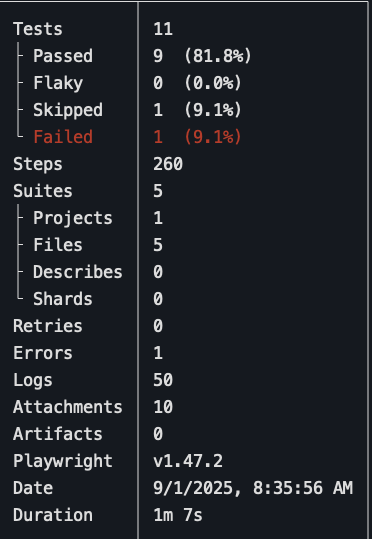 Tests 11
Passed 9 (81.8%)
Flaky 0 (0.0%)
Skipped 1 (9.1%)
Failed 1 (9.1%)
Steps 260
Suites 5
Projects 1
Files 5
Describes 0
Shards 0
Retries 0
Errors 1
Logs 50
Attachments 10
Artifacts 0
Playwright v1.47.2
Date 9/1/2025, 8:35:56 AM
Duration 1m 7s